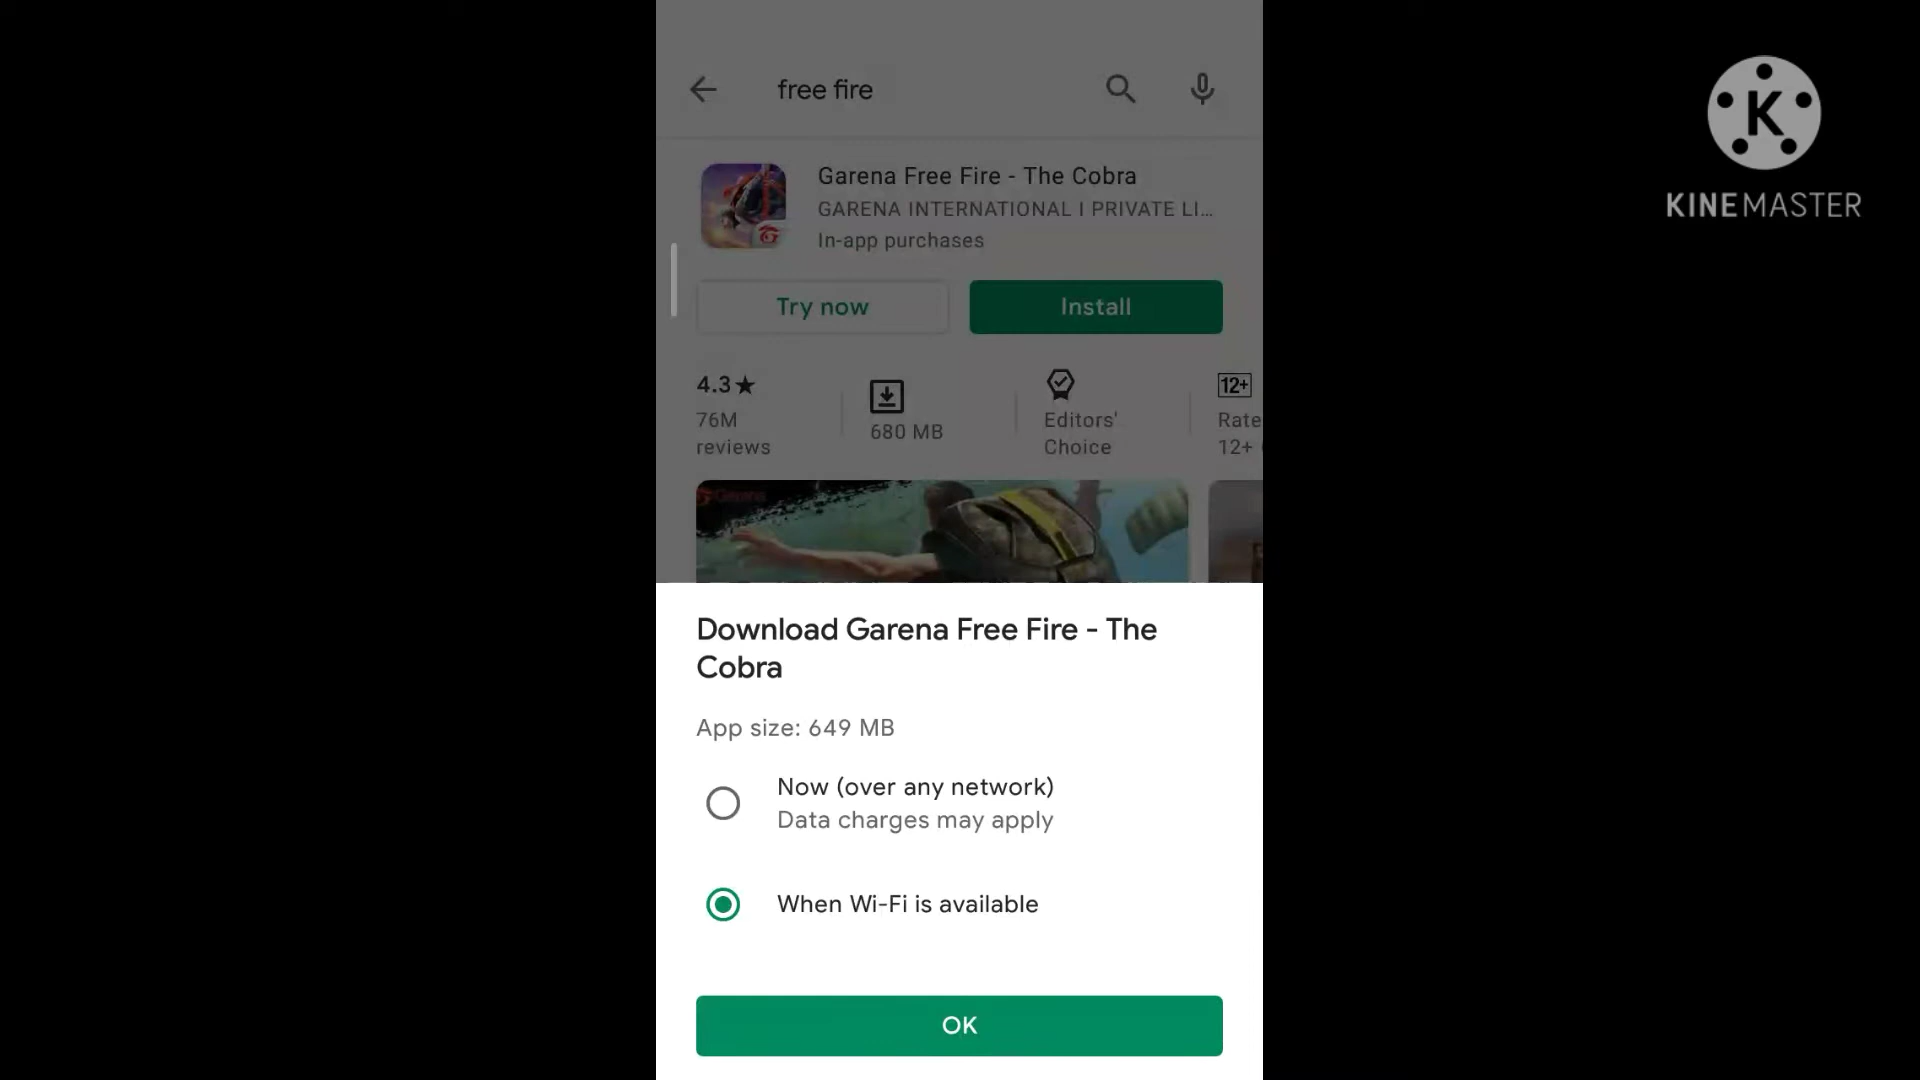 free fire
K
KINEMASTER
Garena Free Fire - The Cobra
GARENA INTERNATIONAL I PRIVATE LI...
In-app purchases
Try now
Install
4.3★
76M
reviews
680 MB
Editors'
Choice
12+
Rate
12+
Garena
Download Garena Free Fire - The
Cobra
App size: 649 MB
Now (over any network)
Data charges may apply
When Wi-Fi is available
OK